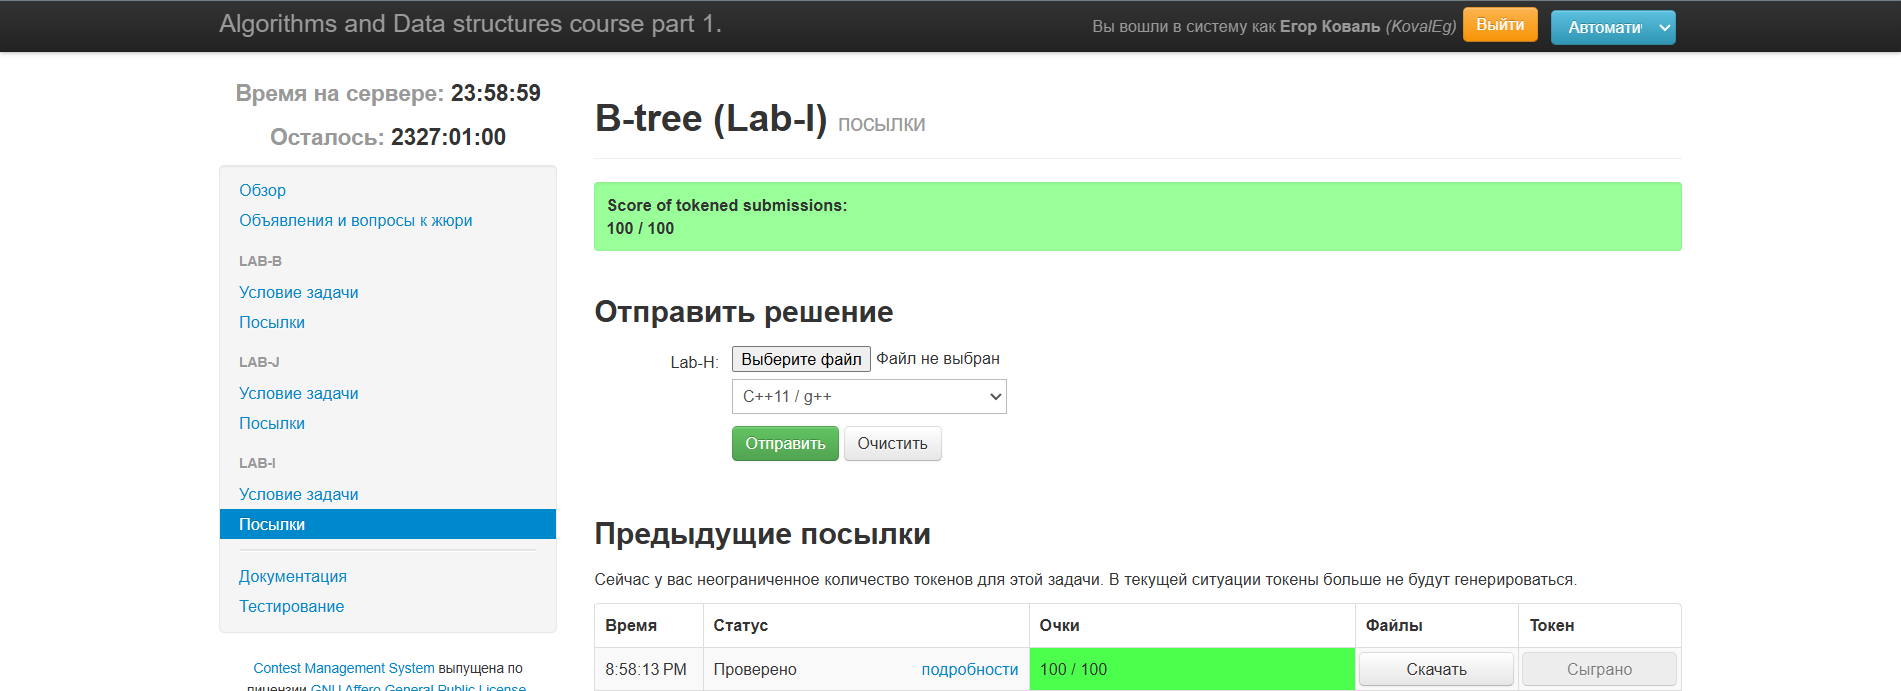 Algorithms and Data structures course part 1.
Вы вошли в систему как Егор Коваль (KovalEg) Выйти Автомати
Время на сервере: 23:58:59
Осталось: 2327:01:00
Обзор
Объявления и вопросы к жюри
LAB-B
Условие задачи
Посылки
LAB-J
Условие задачи
Посылки
LAB-I
Условие задачи
Посылки
Документация
Тестирование
Contest Management System выпущена по
лицензии GNU Affero General Public License
B-tree (Lab-I) посылки
Score of tokened submissions:
100 / 100
Отправить решение
Lab-H: Выберите файл Файл не выбран
C++11 / g++
Отправить Очистить
Предыдущие посылки
Сейчас у вас неограниченное количество токенов для этой задачи. В текущей ситуации токены больше не будут генерироваться.
Время Статус Очки Файлы Токен
8:58:13 PM Проверено подробности 100 / 100 Скачать Сыграно